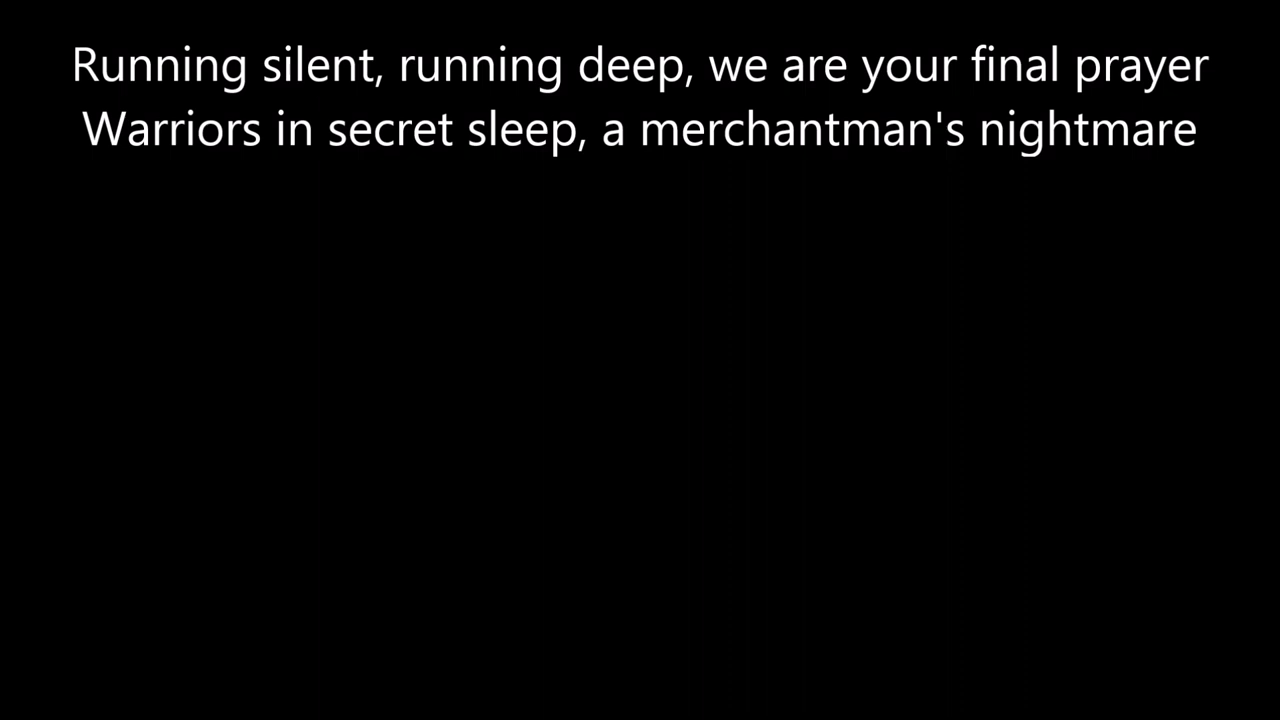 Running silent, running deep, we are your final prayer
Warriors in secret sleep, a merchantman's nightmare